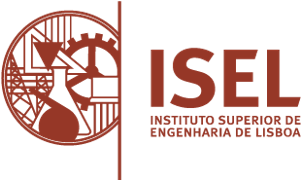 ISEL
INSTITUTO SUPERIOR DE
ENGENHARIA DE LISBOA